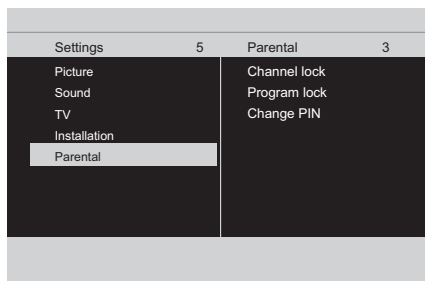 Settings 5 Parental 3
Picture Channel lock
Sound Program lock
TV Change PIN
Installation
Parental